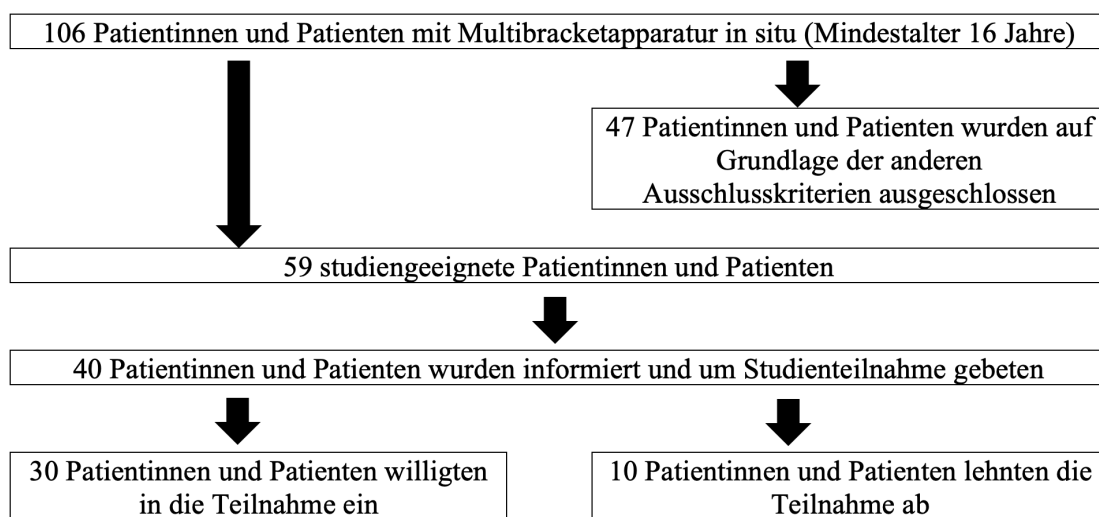 106 Patientinnen und Patienten mit Multibracketapparatur in situ (Mindestalter 16 Jahre)
47 Patientinnen und Patienten wurden auf
Grundlage der anderen
Ausschlusskriterien ausgeschlossen
59 studiengeeignete Patientinnen und Patienten
40 Patientinnen und Patienten wurden informiert und um Studienteilnahme gebeten
30 Patientinnen und Patienten willigten
in die Teilnahme ein
10 Patientinnen und Patienten lehnten die
Teilnahme ab